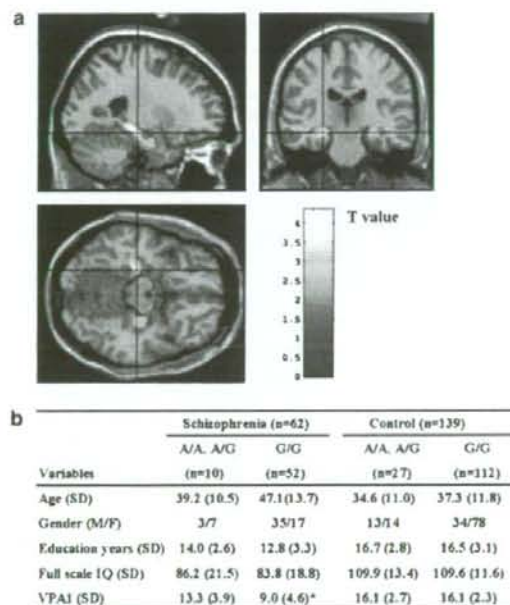 a
T value
4
3.5
3
2.5
2
1.5
1
0.5
0
b
Schizophrenia (n=62) Control (n=139)
A/A. A/G G/G A/A. A/G G/G
Variables (n=10) (n=52) (n=27) (n=112)
Age (SD) 39.2 (10.5) 47.1(13.7) 34.6 (11.0) 37.3 (11.8)
Gender (M/F) 3/7 35/17 13/14 34/78
Education years (SD) 14.0 (2.6) 12.8 (3.3) 16.7 (2.8) 16.5 (3.1)
Full scale IQ (SD) 86.2 (21.5) 83.8 (18.8) 109.9 (13.4) 109.6 (11.6)
VPAI (SD) 13.3 (3.9) 9.0 (4.6)* 16.1 (2.7) 16.1 (2.3)